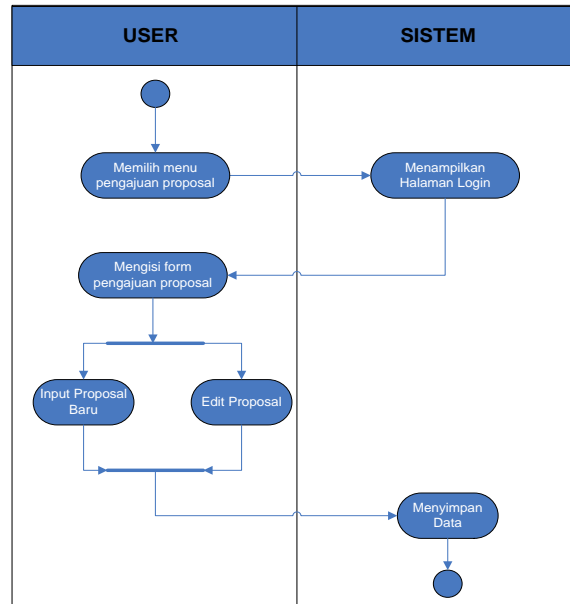 USER
SISTEM
Memilih menu
pengajuan proposal
Menampilkan
Halaman Login
Mengisi form
pengajuan proposal
Input Proposal
Baru
Edit Proposal
Menyimpan
Data